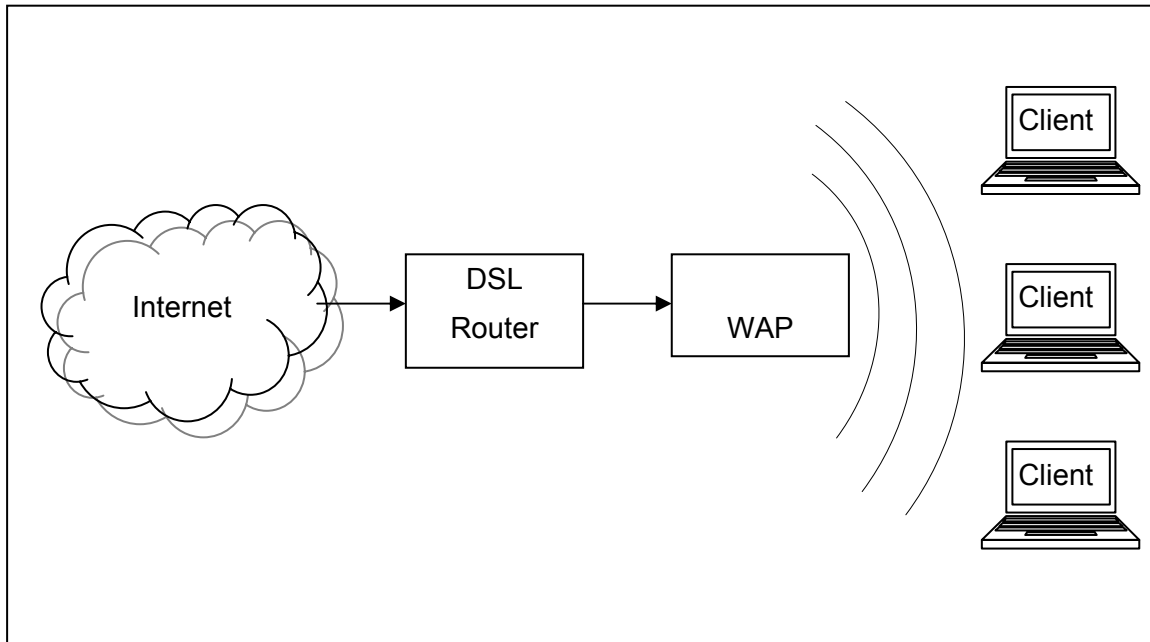 Internet
DSL
Router
WAP
Client
Client
Client